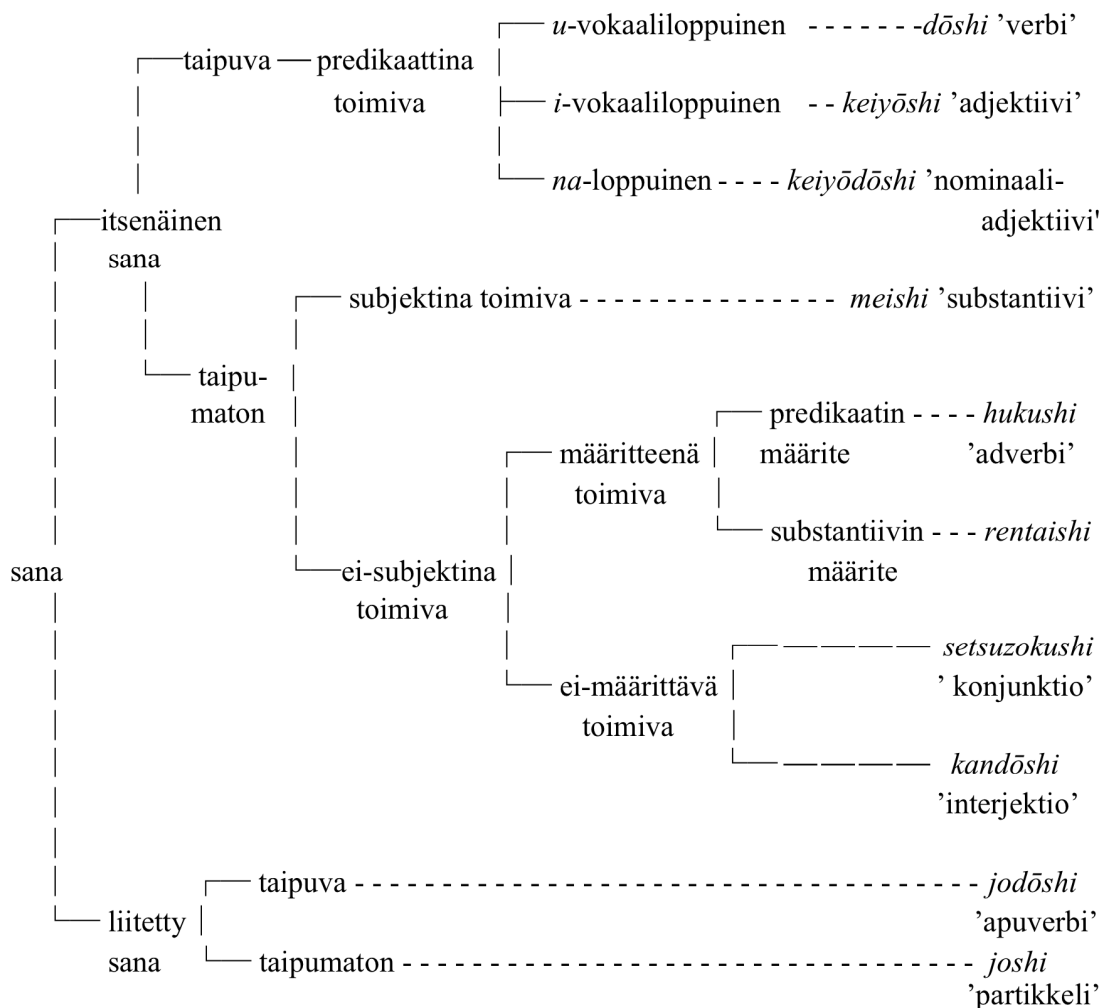 u-vokaaliloppuinen - - - - - - -dōshi ’verbi’
taipuva — predikaattina
toimiva
i-vokaaliloppuinen - - keiyōshi ’adjektiivi’
na-loppuinen - - - - keiyōdōshi ’nominaali-
adjektiivi'
itsenäinen
sana
subjektina toimiva - - - - - - - - - - - - - - - meishi ’substantiivi’
taipu-
maton
predikaatin - - - - hukushi
määritteenä määrite ’adverbi’
toimiva
substantiivin - - - rentaishi
määrite
sana ei-subjektina
toimiva
setsuzokushi
ei-määrittävä ’ konjunktio’
toimiva
kandōshi
’interjektio’
taipuva - - - - - - - - - - - - - - - - - - - - - - - - - - - - - - - - - - - - jodōshi
liitetty ’apuverbi’
sana taipumaton - - - - - - - - - - - - - - - - - - - - - - - - - - - - - - - - - joshi
’partikkeli’